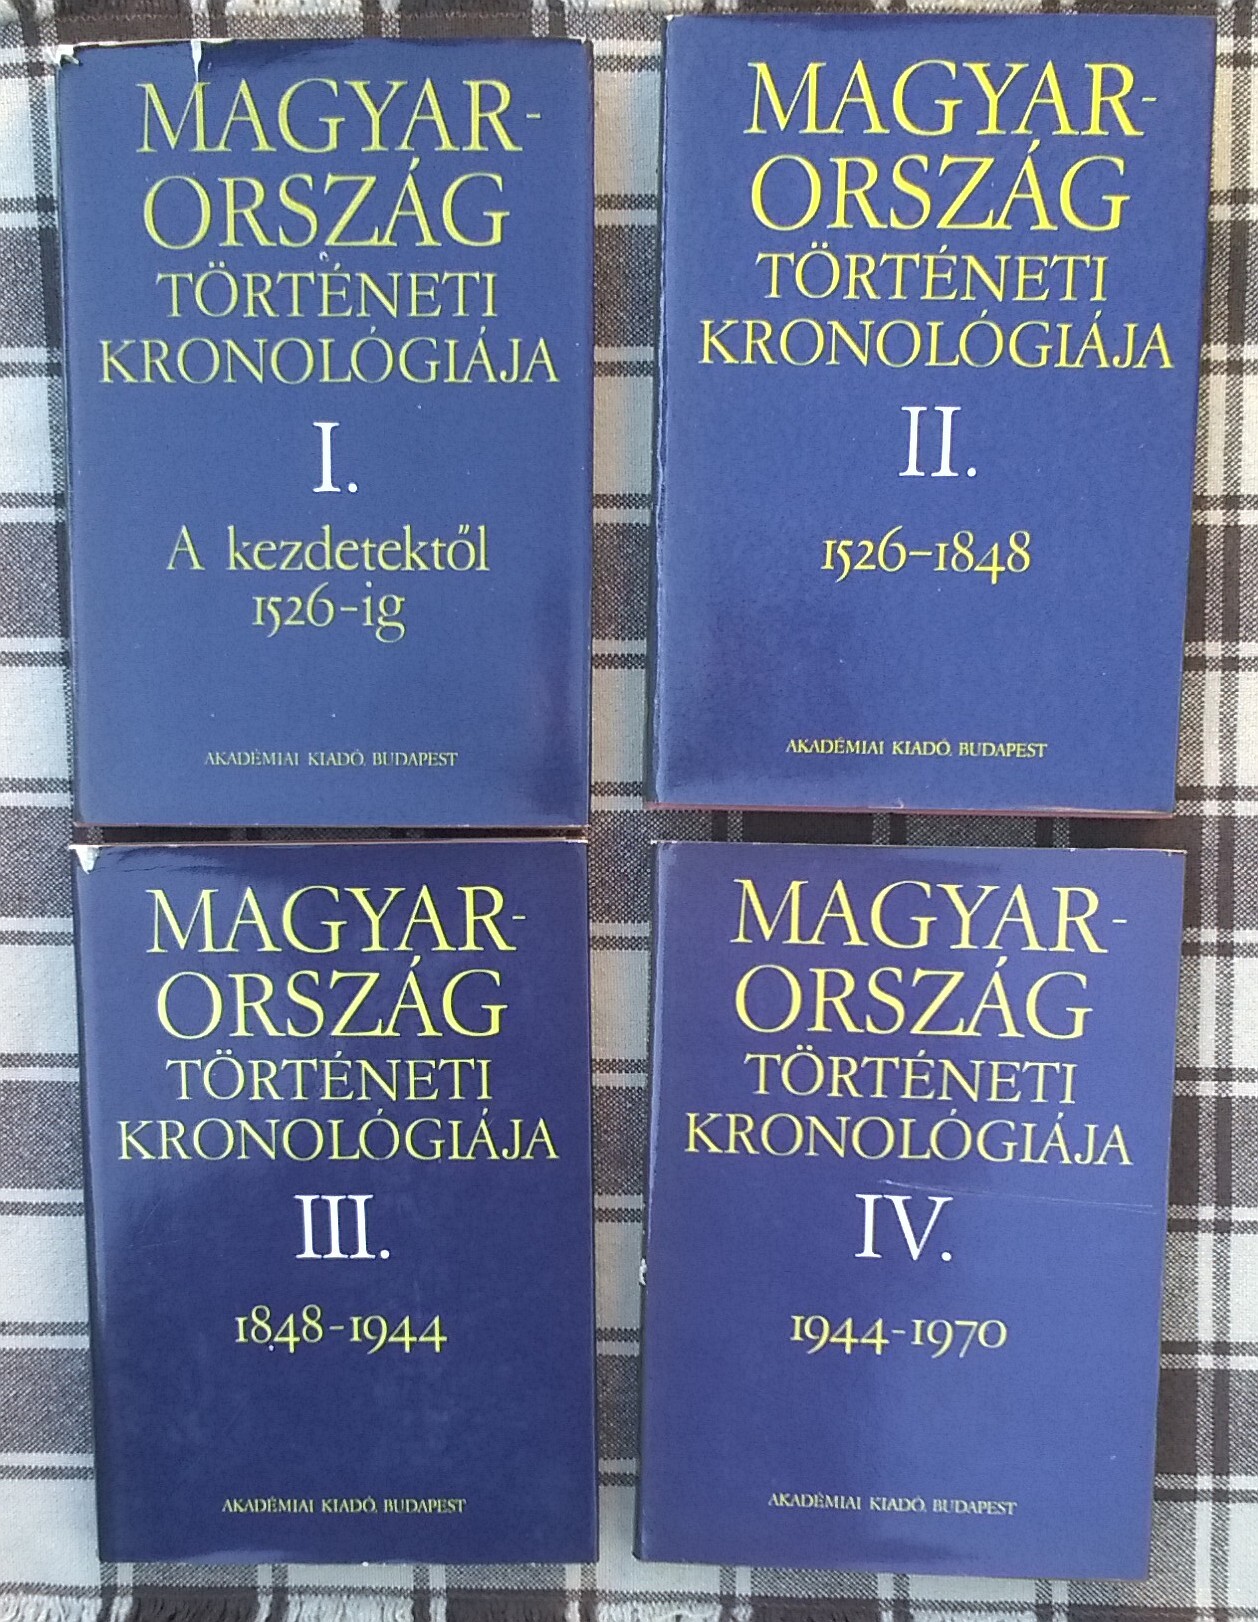 MAGYAR-
ORSZÁG
TÖRTÉNETI
KRONOLÓGIÁJA
I.
A kezdetektől
1526-ig
AKADÉMIAI KIADÓ, BUDAPEST
MAGYAR-
ORSZÁG
TÖRTÉNETI
KRONOLÓGIÁJA
II.
1526–1848
AKADÉMIAI KIADÓ, BUDAPEST
MAGYAR-
ORSZÁG
TÖRTÉNETI
KRONOLÓGIÁJA
III.
1848–1944
AKADÉMIAI KIADÓ, BUDAPEST
MAGYAR-
ORSZÁG
TÖRTÉNETI
KRONOLÓGIÁJA
IV.
1944–1970
AKADÉMIAI KIADÓ, BUDAPEST